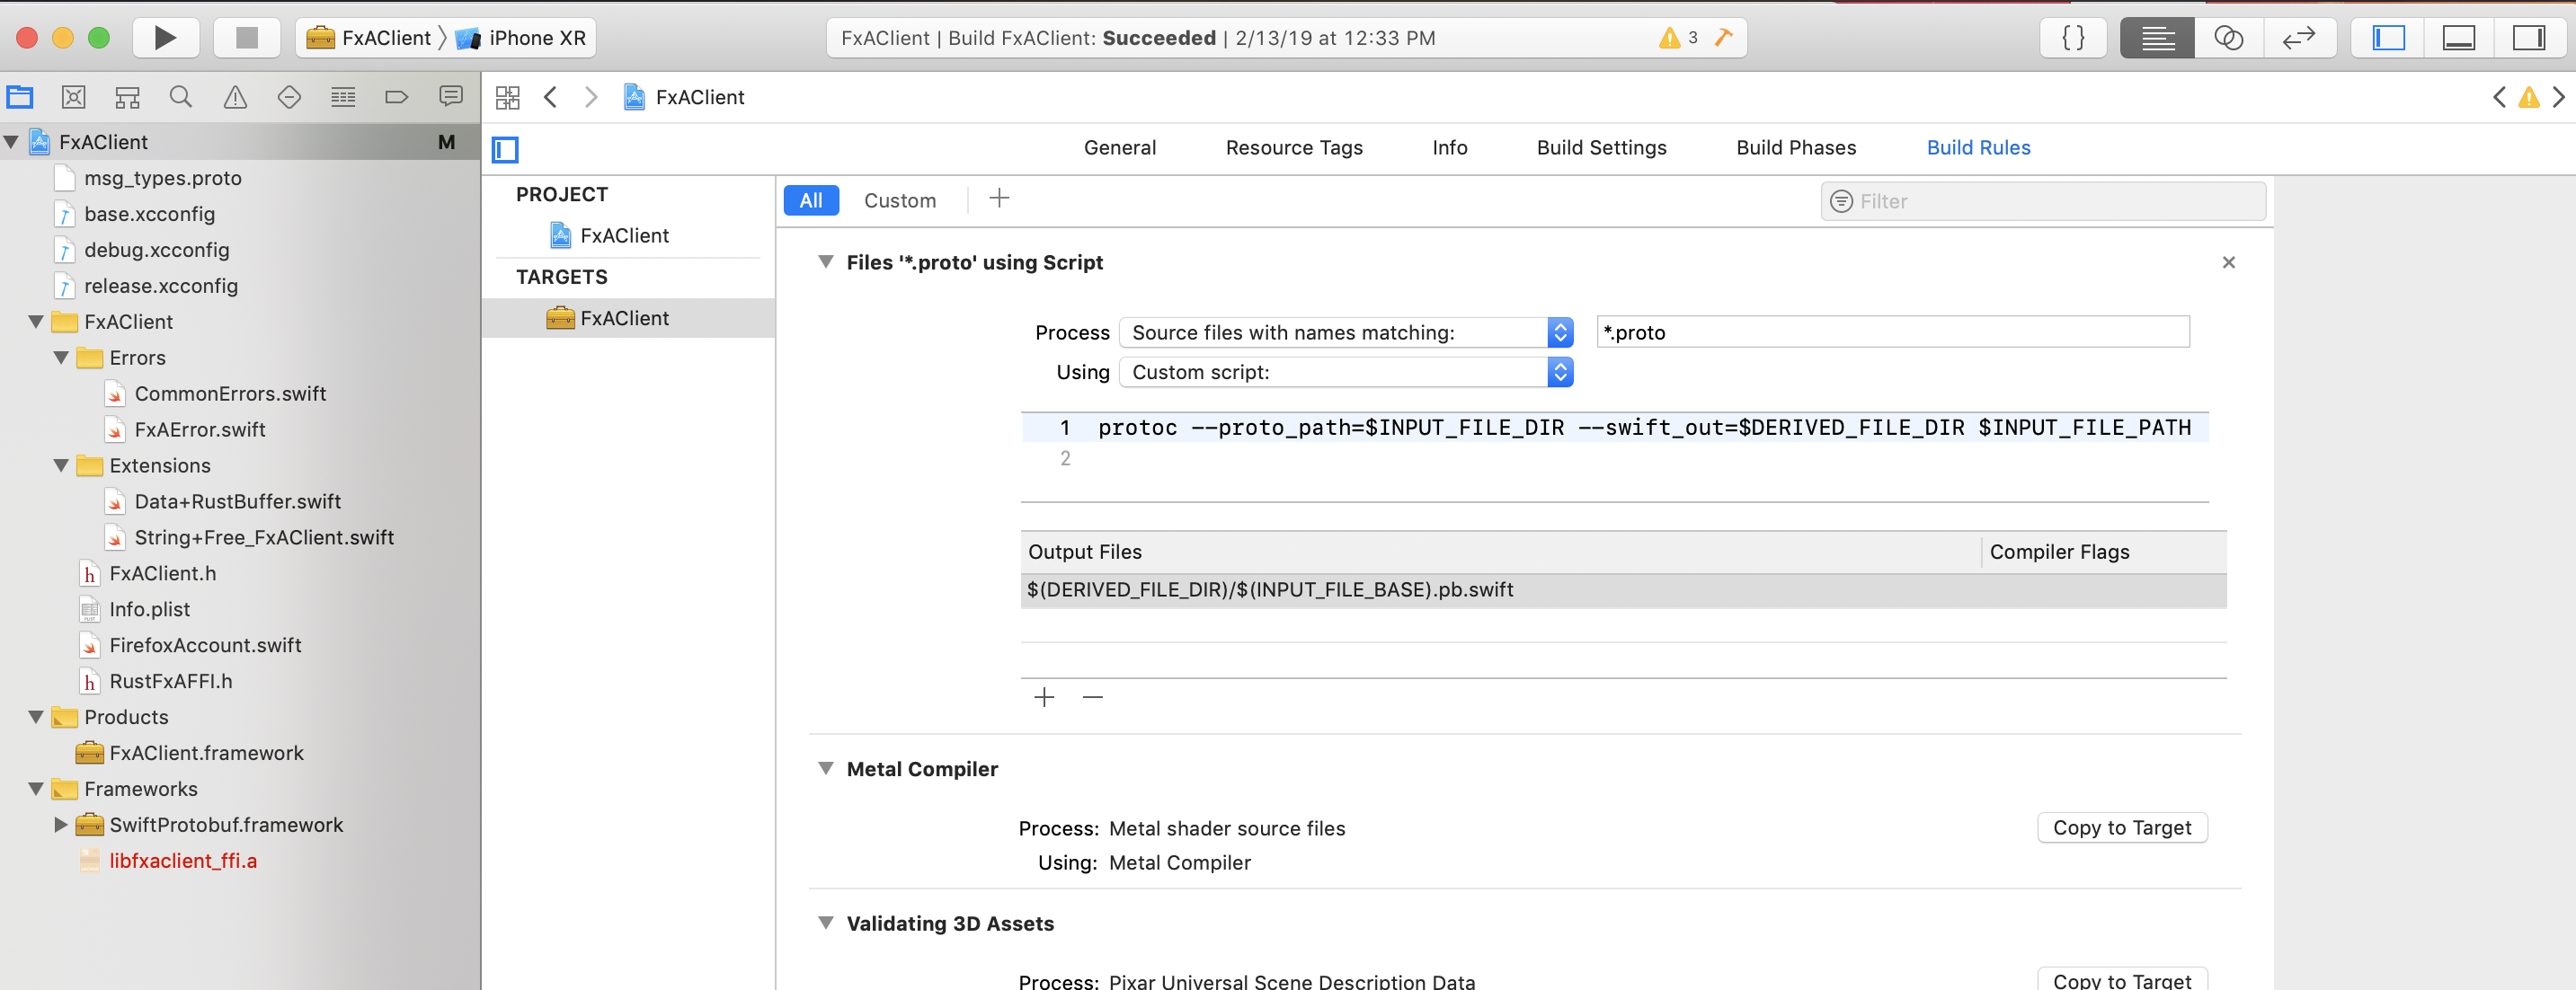 FxAClient iPhone XR FxAClient | Build FxAClient: Succeeded | 2/13/19 at 12:33 PM 3 { }
FxAClient
General Resource Tags Info Build Settings Build Phases Build Rules
FxAClient M
msg_types.proto
base.xcconfig
debug.xcconfig
release.xcconfig
FxAClient
Errors
CommonErrors.swift
FxAError.swift
Extensions
Data+RustBuffer.swift
String+Free_FxAClient.swift
FxAClient.h
Info.plist
FirefoxAccount.swift
RustFxAFFI.h
Products
FxAClient.framework
Frameworks
SwiftProtobuf.framework
libfxaclient_ffi.a
PROJECT
FxAClient
TARGETS
FxAClient
All Custom + Filter
Files '*.proto' using Script
Process Source files with names matching: *.proto
Using Custom script:
1 protoc --proto_path=$INPUT_FILE_DIR --swift_out=$DERIVED_FILE_DIR $INPUT_FILE_PATH
2
Output Files Compiler Flags
$(DERIVED_FILE_DIR)/$(INPUT_FILE_BASE).pb.swift
Metal Compiler
Process: Metal shader source files Copy to Target
Using: Metal Compiler
Validating 3D Assets
Process: Pixar Universal Scene Description Data Copy to Target